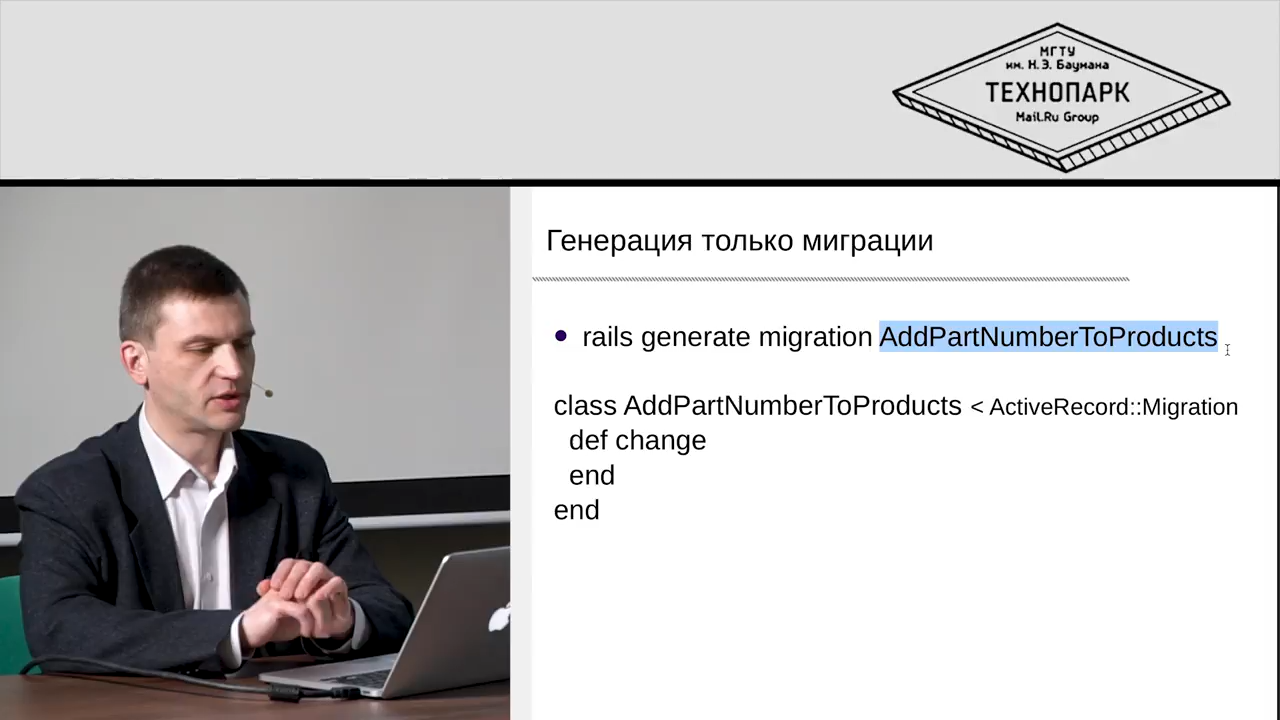 МГТУ
им. Н.Э. Баумана
ТЕХНОПАРК
Mail.Ru Group
Генерация только миграции
rails generate migration AddPartNumberToProducts
class AddPartNumberToProducts < ActiveRecord::Migration
def change
end
end